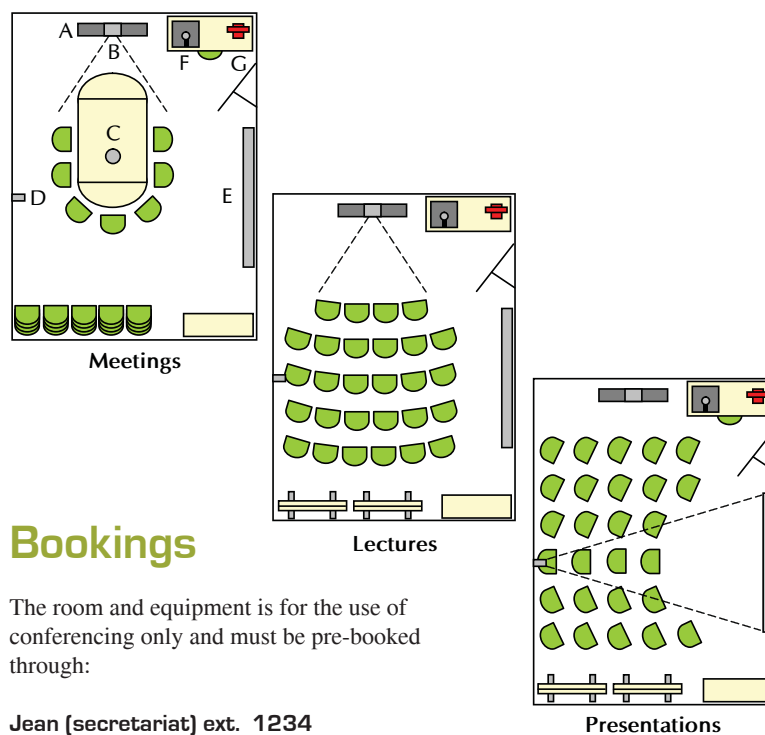 A
B
F
G
C
D
E
Meetings
Lectures
Presentations
Bookings
The room and equipment is for the use of
conferencing only and must be pre-booked
through:
Jean (secretariat) ext. 1234